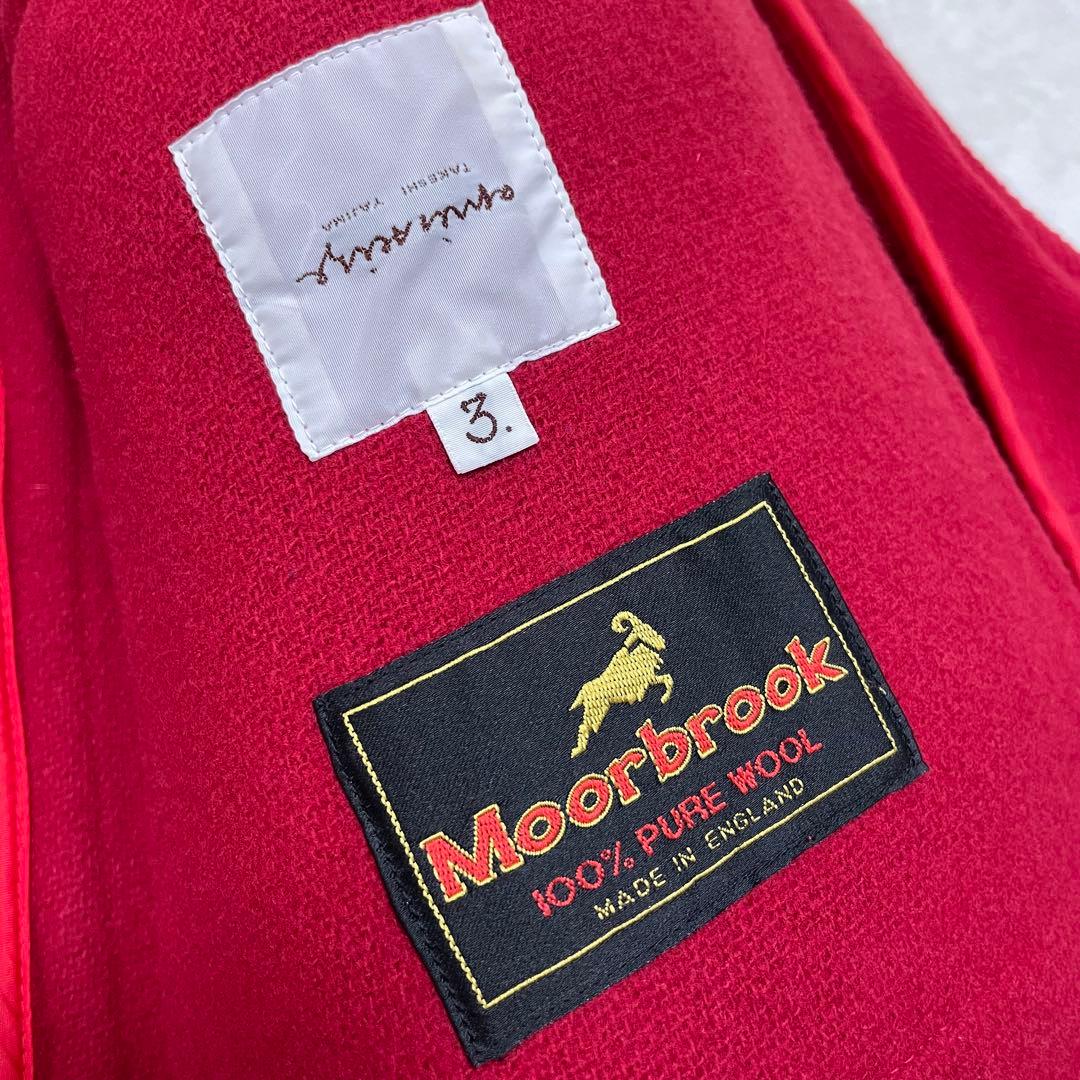 TAKESHI YAJIMA
3.
Moorbrook
100% PURE WOOL
MADE IN ENGLAND